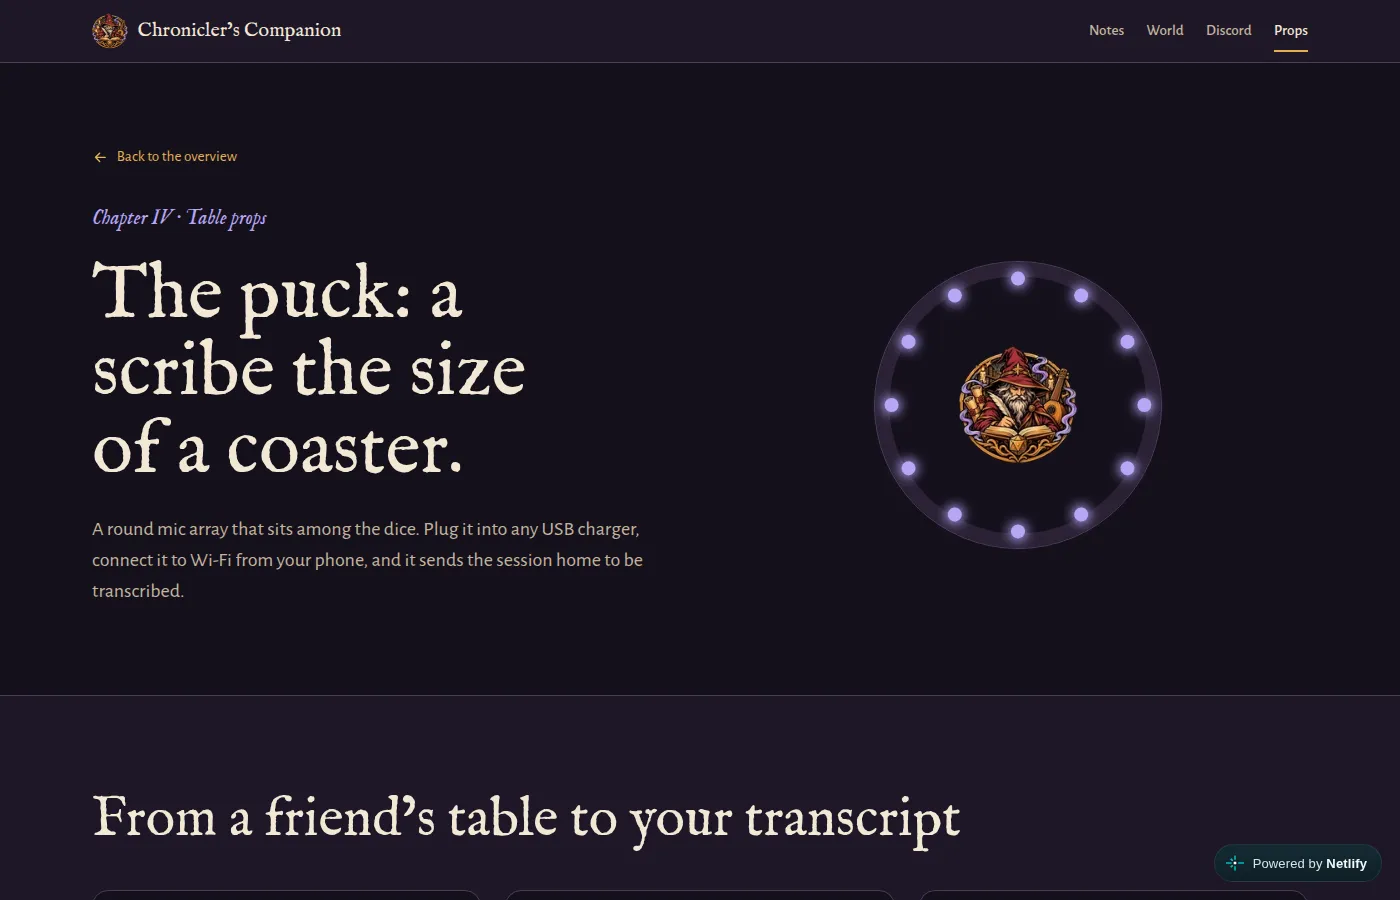 Chronicler's Companion
Notes
World
Discord
Props
← Back to the overview
Chapter IV · Table props
The puck: a
scribe the size
of a coaster.
A round mic array that sits among the dice. Plug it into any USB charger,
connect it to Wi-Fi from your phone, and it sends the session home to be
transcribed.
From a friend's table to your transcript
Powered by Netlify